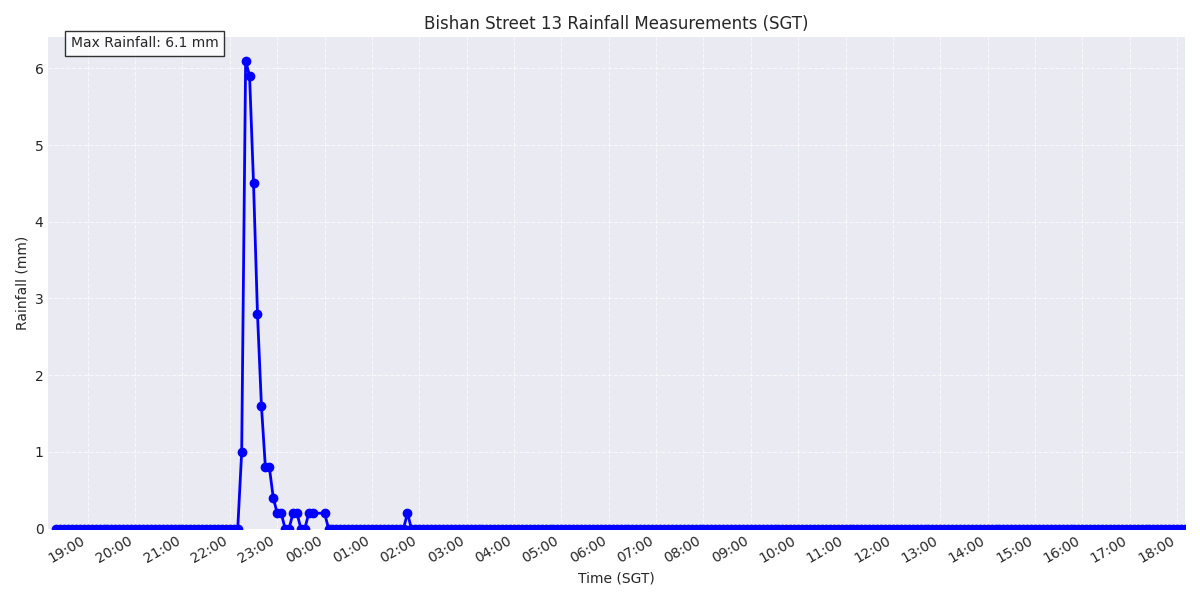 Bishan Street 13 Rainfall Measurements (SGT)
Max Rainfall: 6.1 mm
Rainfall (mm)
6
5
4
3
2
1
0
19:00 20:00 21:00 22:00 23:00 00:00 01:00 02:00 03:00 04:00 05:00 06:00 07:00 08:00 09:00 10:00 11:00 12:00 13:00 14:00 15:00 16:00 17:00 18:00
Time (SGT)